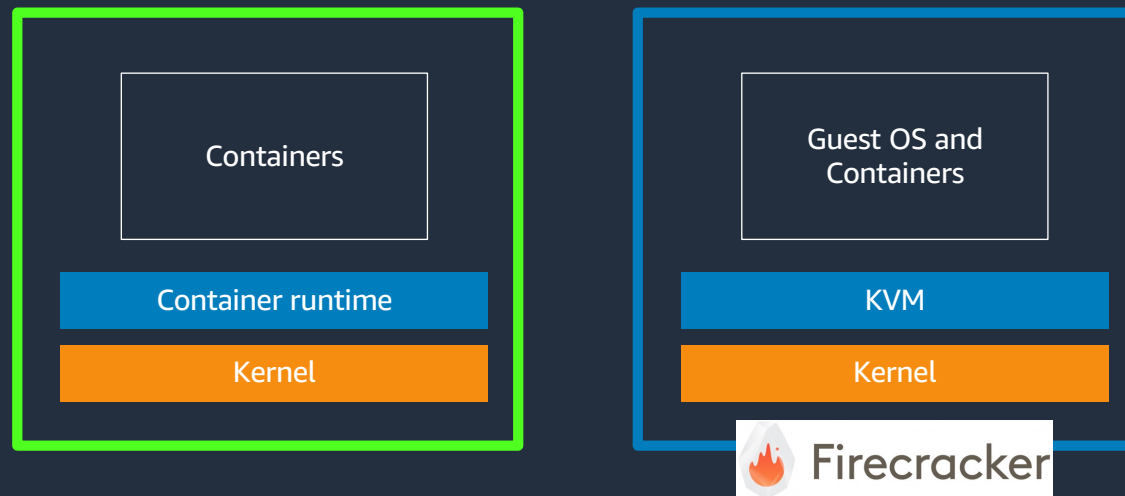 Containers
Container runtime
Kernel
Guest OS and
Containers
KVM
Kernel
Firecracker